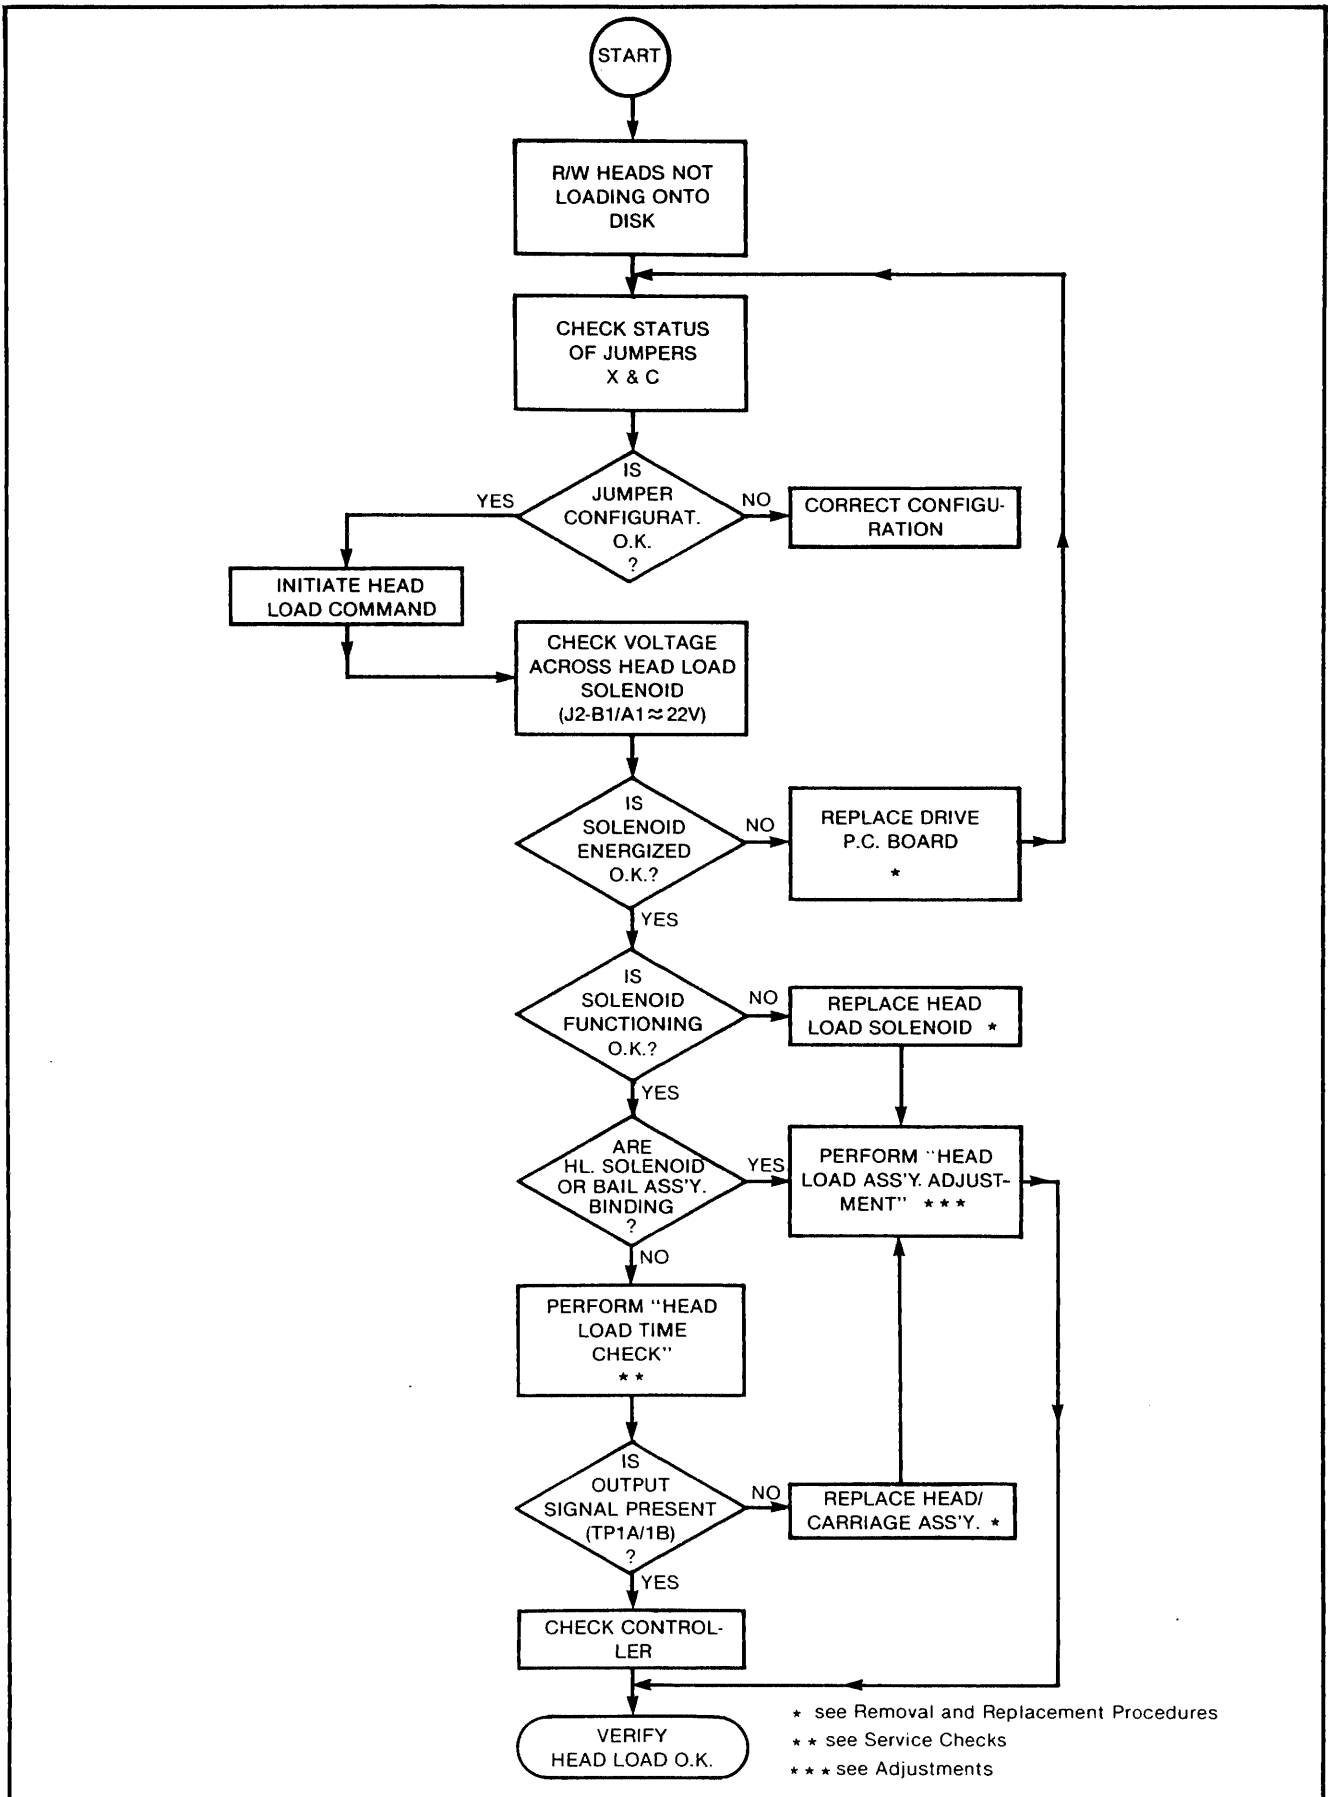 START
R/W HEADS NOT
LOADING ONTO
DISK
CHECK STATUS
OF JUMPERS
X & C
IS
JUMPER
CONFIGURAT.
O.K.
?
YES
NO
CORRECT CONFIGU-
RATION
INITIATE HEAD
LOAD COMMAND
CHECK VOLTAGE
ACROSS HEAD LOAD
SOLENOID
(J2-B1/A1≈22V)
IS
SOLENOID
ENERGIZED
O.K.?
NO
REPLACE DRIVE
P.C. BOARD
*
YES
IS
SOLENOID
FUNCTIONING
O.K.?
NO
REPLACE HEAD
LOAD SOLENOID *
YES
ARE
HL. SOLENOID
OR BAIL ASS'Y.
BINDING
?
YES
PERFORM "HEAD
LOAD ASS'Y. ADJUST-
MENT" ***
NO
PERFORM "HEAD
LOAD TIME
CHECK"
**
IS
OUTPUT
SIGNAL PRESENT
(TP1A/1B)
?
NO
REPLACE HEAD/
CARRIAGE ASS'Y. *
YES
CHECK CONTROL-
LER
VERIFY
HEAD LOAD O.K.
* see Removal and Replacement Procedures
** see Service Checks
*** see Adjustments